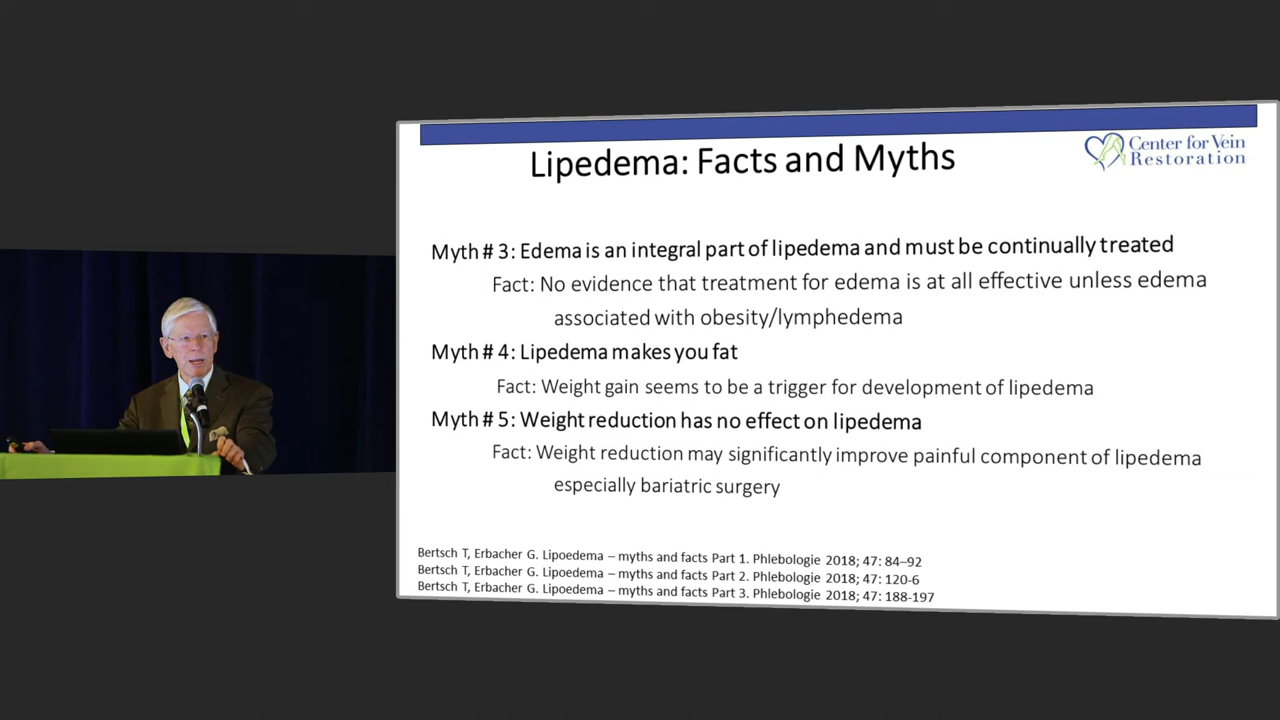 Lipedema: Facts and Myths
Center for Vein
Restoration
Myth # 3: Edema is an integral part of lipedema and must be continually treated
Fact: No evidence that treatment for edema is at all effective unless edema
associated with obesity/lymphedema
Myth # 4: Lipedema makes you fat
Fact: Weight gain seems to be a trigger for development of lipedema
Myth # 5: Weight reduction has no effect on lipedema
Fact: Weight reduction may significantly improve painful component of lipedema
especially bariatric surgery
Bertsch T, Erbacher G. Lipoedema – myths and facts Part 1. Phlebologie 2018; 47: 84–92
Bertsch T, Erbacher G. Lipoedema – myths and facts Part 2. Phlebologie 2018; 47: 120-6
Bertsch T, Erbacher G. Lipoedema – myths and facts Part 3. Phlebologie 2018; 47: 188-197